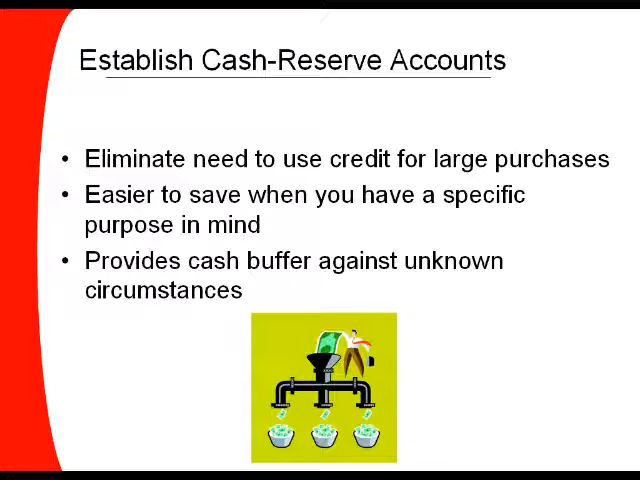 Establish Cash-Reserve Accounts
• Eliminate need to use credit for large purchases
• Easier to save when you have a specific
purpose in mind
• Provides cash buffer against unknown
circumstances